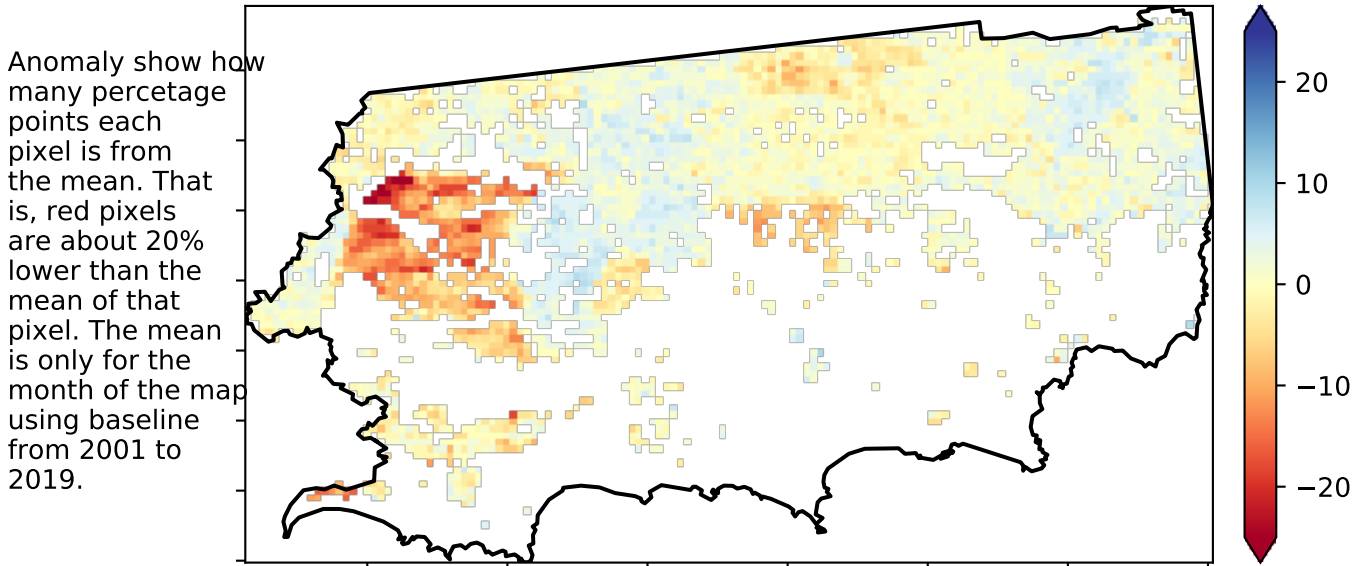 Anomaly show how
many percetage
points each
pixel is from
the mean. That
is, red pixels
are about 20%
lower than the
mean of that
pixel. The mean
is only for the
month of the map
using baseline
from 2001 to
2019.
20
10
0
−10
−20